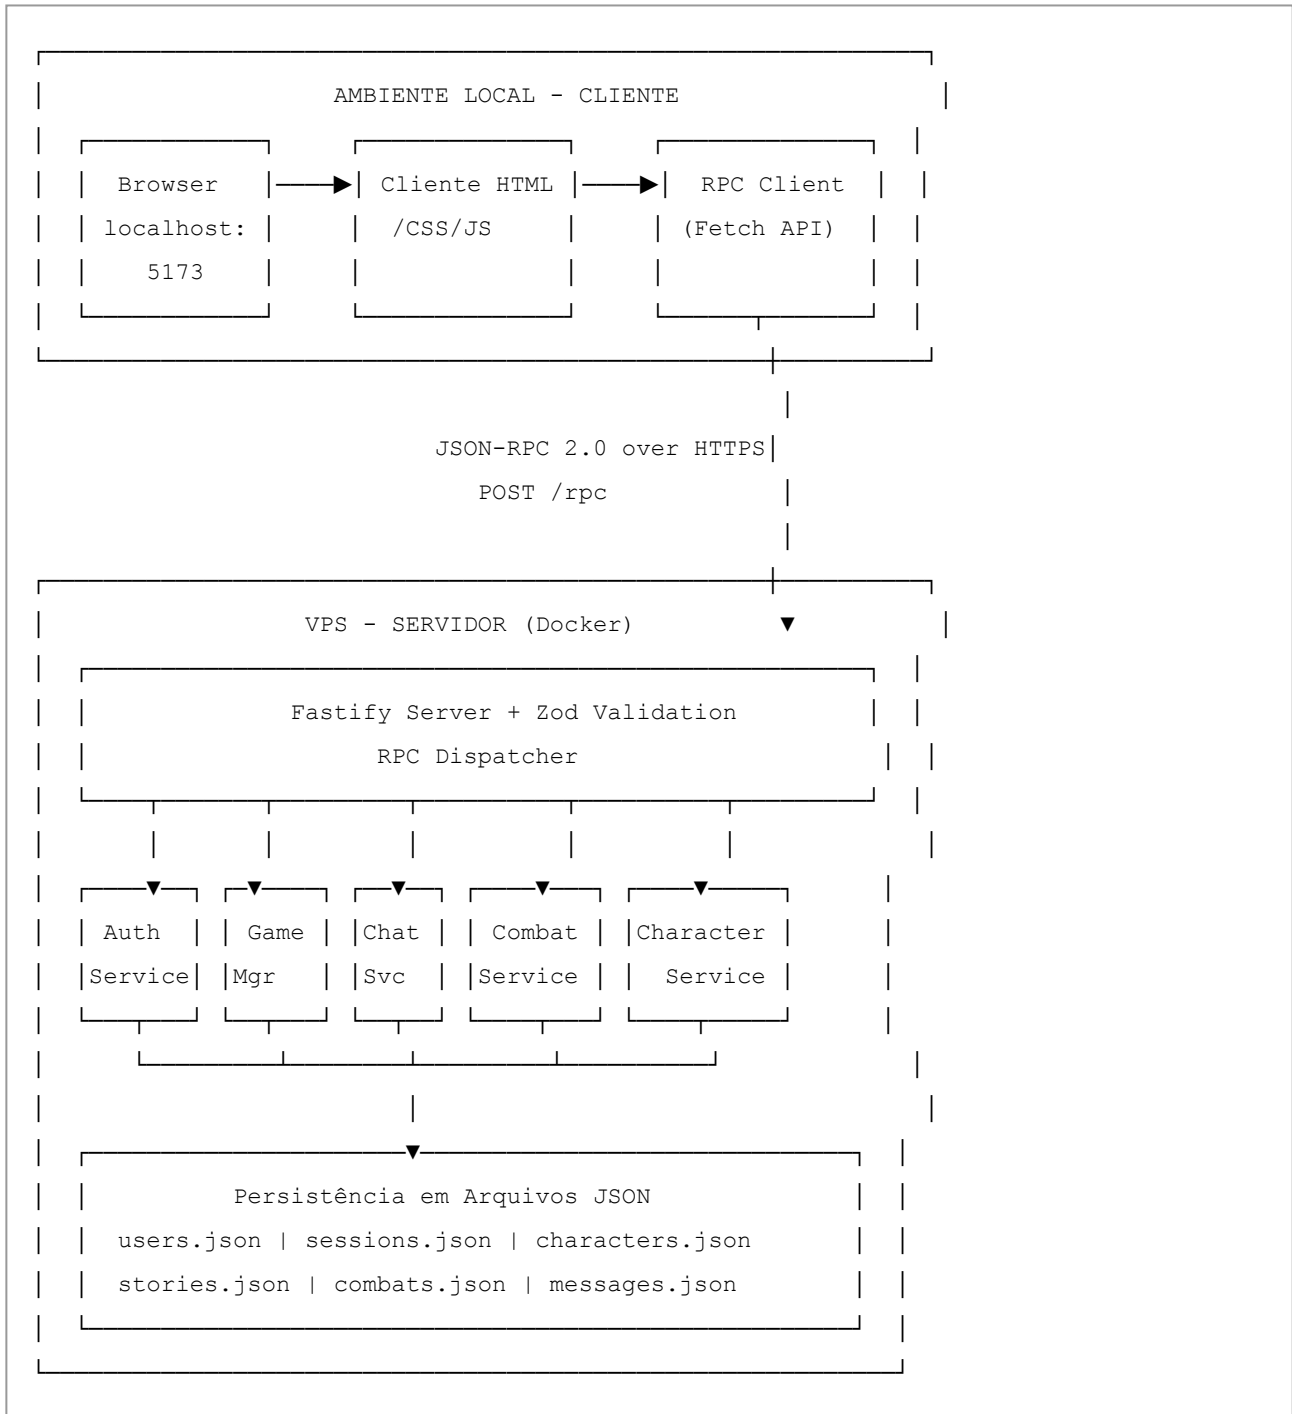 AMBIENTE LOCAL - CLIENTE
Browser Cliente HTML RPC Client
localhost: /CSS/JS (Fetch API)
5173
JSON-RPC 2.0 over HTTPS
POST /rpc
VPS - SERVIDOR (Docker)
Fastify Server + Zod Validation
RPC Dispatcher
Auth Game Chat Combat Character
Service Mgr Svc Service Service
Persistência em Arquivos JSON
users.json | sessions.json | characters.json
stories.json | combats.json | messages.json